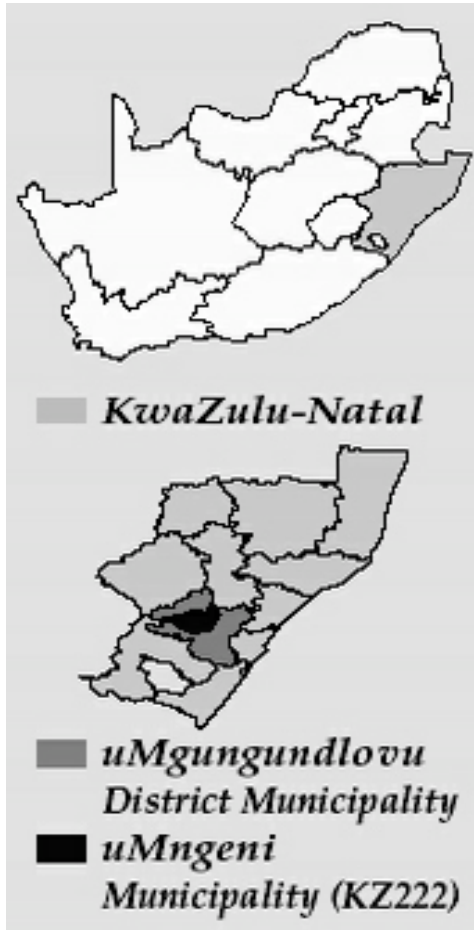 KwaZulu-Natal
uMgungundlovu
District Municipality
uMngeni
Municipality (KZ222)